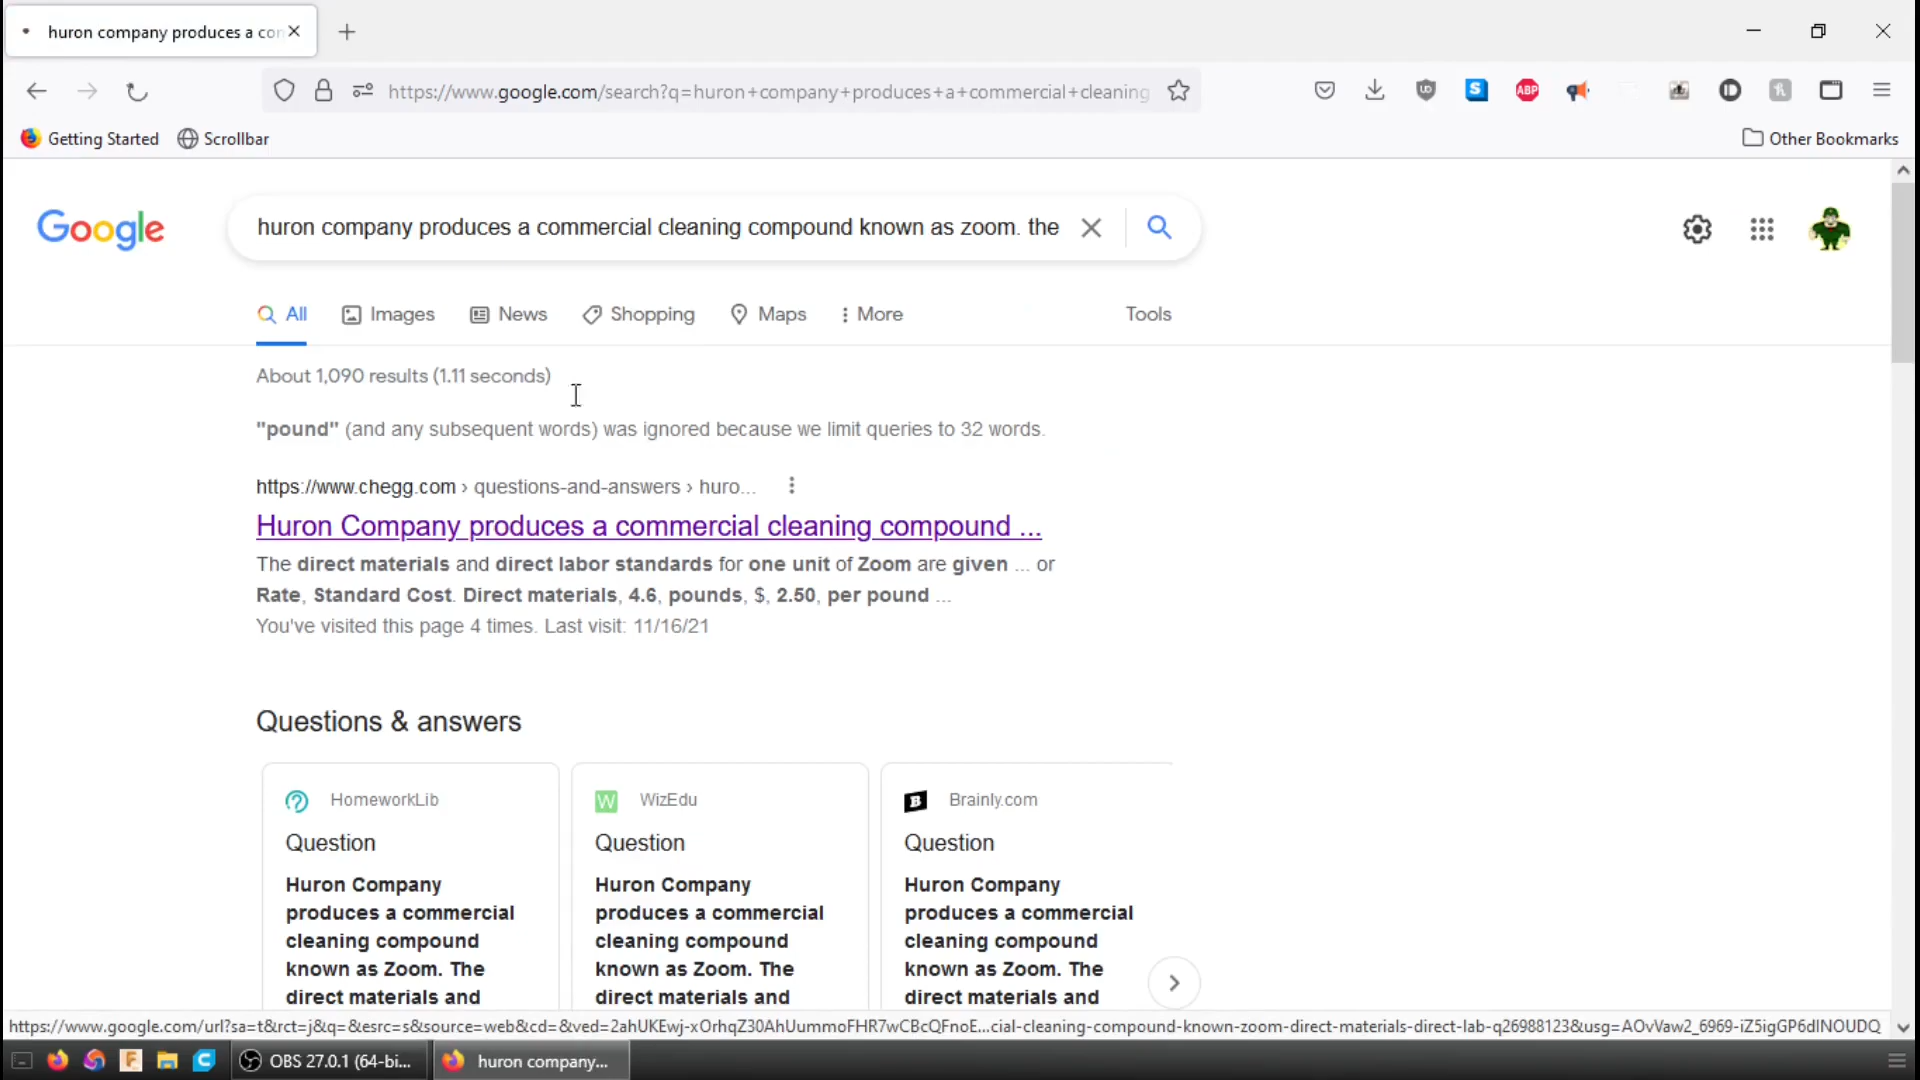 huron company produces a con
https://www.google.com/search?q=huron+company+produces+a+commercial+cleaning
ABP
Getting Started
Scrollbar
Other Bookmarks
Google
huron company produces a commercial cleaning compound known as zoom. the
All
Images
News
Shopping
Maps
More
Tools
About 1,090 results (1.11 seconds)
"pound" (and any subsequent words) was ignored because we limit queries to 32 words.
https://www.chegg.com › questions-and-answers › huro...
Huron Company produces a commercial cleaning compound ...
The direct materials and direct labor standards for one unit of Zoom are given ... or
Rate, Standard Cost. Direct materials, 4.6, pounds, $, 2.50, per pound ...
You've visited this page 4 times. Last visit: 11/16/21
Questions & answers
HomeworkLib
Question
Huron Company
produces a commercial
cleaning compound
known as Zoom. The
direct materials and
W
WizEdu
Question
Huron Company
produces a commercial
cleaning compound
known as Zoom. The
direct materials and
B
Brainly.com
Question
Huron Company
produces a commercial
cleaning compound
known as Zoom. The
direct materials and
https://www.google.com/url?sa=t&rct=j&q=&esrc=s&source=web&cd=&ved=2ahUKEwj-xOrhqZ30AhUummoFHR7wCBcQFnoE...cial-cleaning-compound-known-zoom-direct-materials-direct-lab-q26988123&usg=AOvVaw2_6969-iZ5igGP6dINOUDQ
OBS 27.0.1 (64-bi...
huron company...